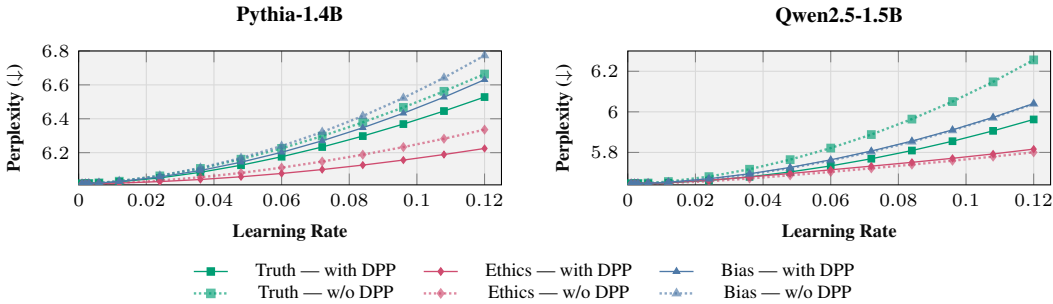 Pythia-1.4B
Perplexity (↓)
6.8
6.6
6.4
6.2
0 0.02 0.04 0.06 0.08 0.1 0.12
Learning Rate
Qwen2.5-1.5B
Perplexity (↓)
6.2
6
5.8
0 0.02 0.04 0.06 0.08 0.1 0.12
Learning Rate
Truth — with DPP Ethics — with DPP Bias — with DPP
Truth — w/o DPP Ethics — w/o DPP Bias — w/o DPP